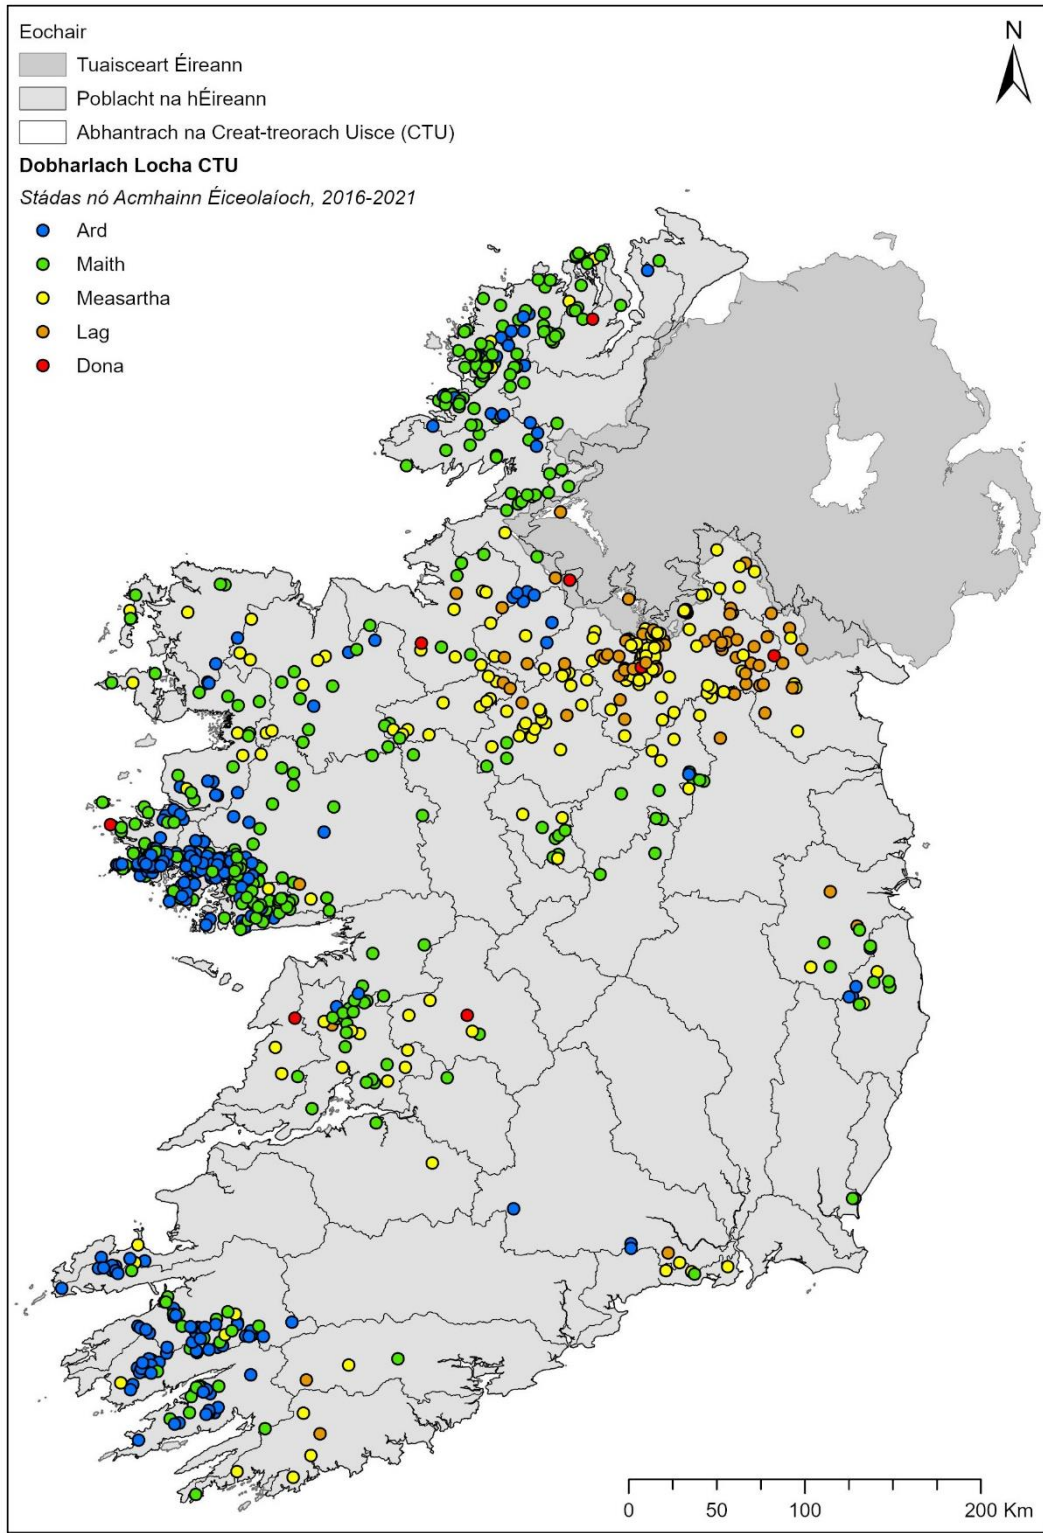 Eochair
Tuaisceart Éireann
Poblacht na hÉireann
Abhantrach na Creat-treorach Uisce (CTU)
Dobharlach Locha CTU
Stádas nó Acmhainn Éiceolaíoch, 2016-2021
Ard
Maith
Measartha
Lag
Dona
N
0 50 100 200 Km